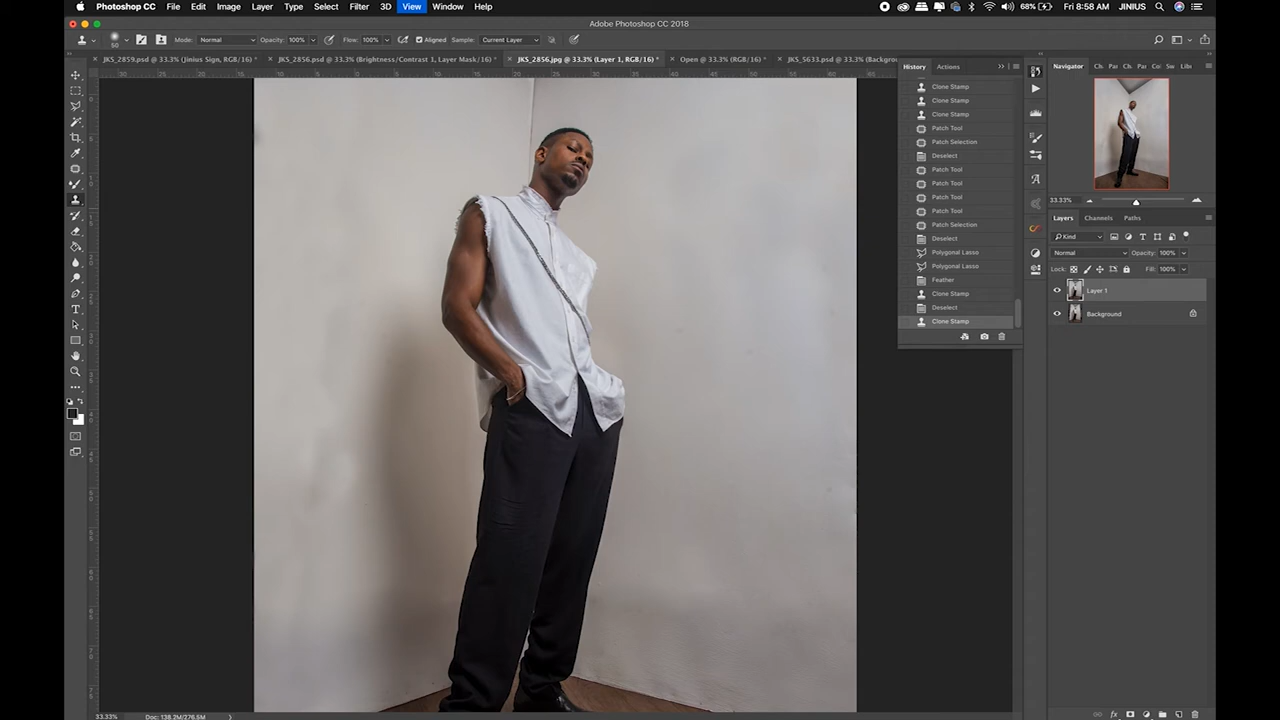 Photoshop CC File Edit Image Layer Type Select Filter 3D View Window Help 68% Fri 8:58 AM JINIUS
Adobe Photoshop CC 2018
50 Mode: Normal Opacity: 100% Flow: 100% Aligned Sample: Current Layer
JKS_2859.psd @ 33.3% (Jinius Sign, RGB/16) * JKS_2856.psd @ 33.3% (Brightness/Contrast 1, Layer Mask/16) * JKS_2856.jpg @ 33.3% (Layer 1, RGB/16) * Open @ 33.3% (RGB/16) * JKS_5633.psd @ 33.3% (Backgrou
History Actions
Navigator
Clone Stamp
Clone Stamp
Clone Stamp
Patch Tool
Patch Selection
Deselect
Patch Tool
Patch Tool
Patch Tool
Patch Tool
Patch Selection
Deselect
Polygonal Lasso
Polygonal Lasso
Feather
Clone Stamp
Deselect
Clone Stamp
33.33%
Layers Channels Paths
Kind
Normal Opacity: 100%
Lock: Fill: 100%
Layer 1
Background
33.33% Doc: 138.2M/276.5M